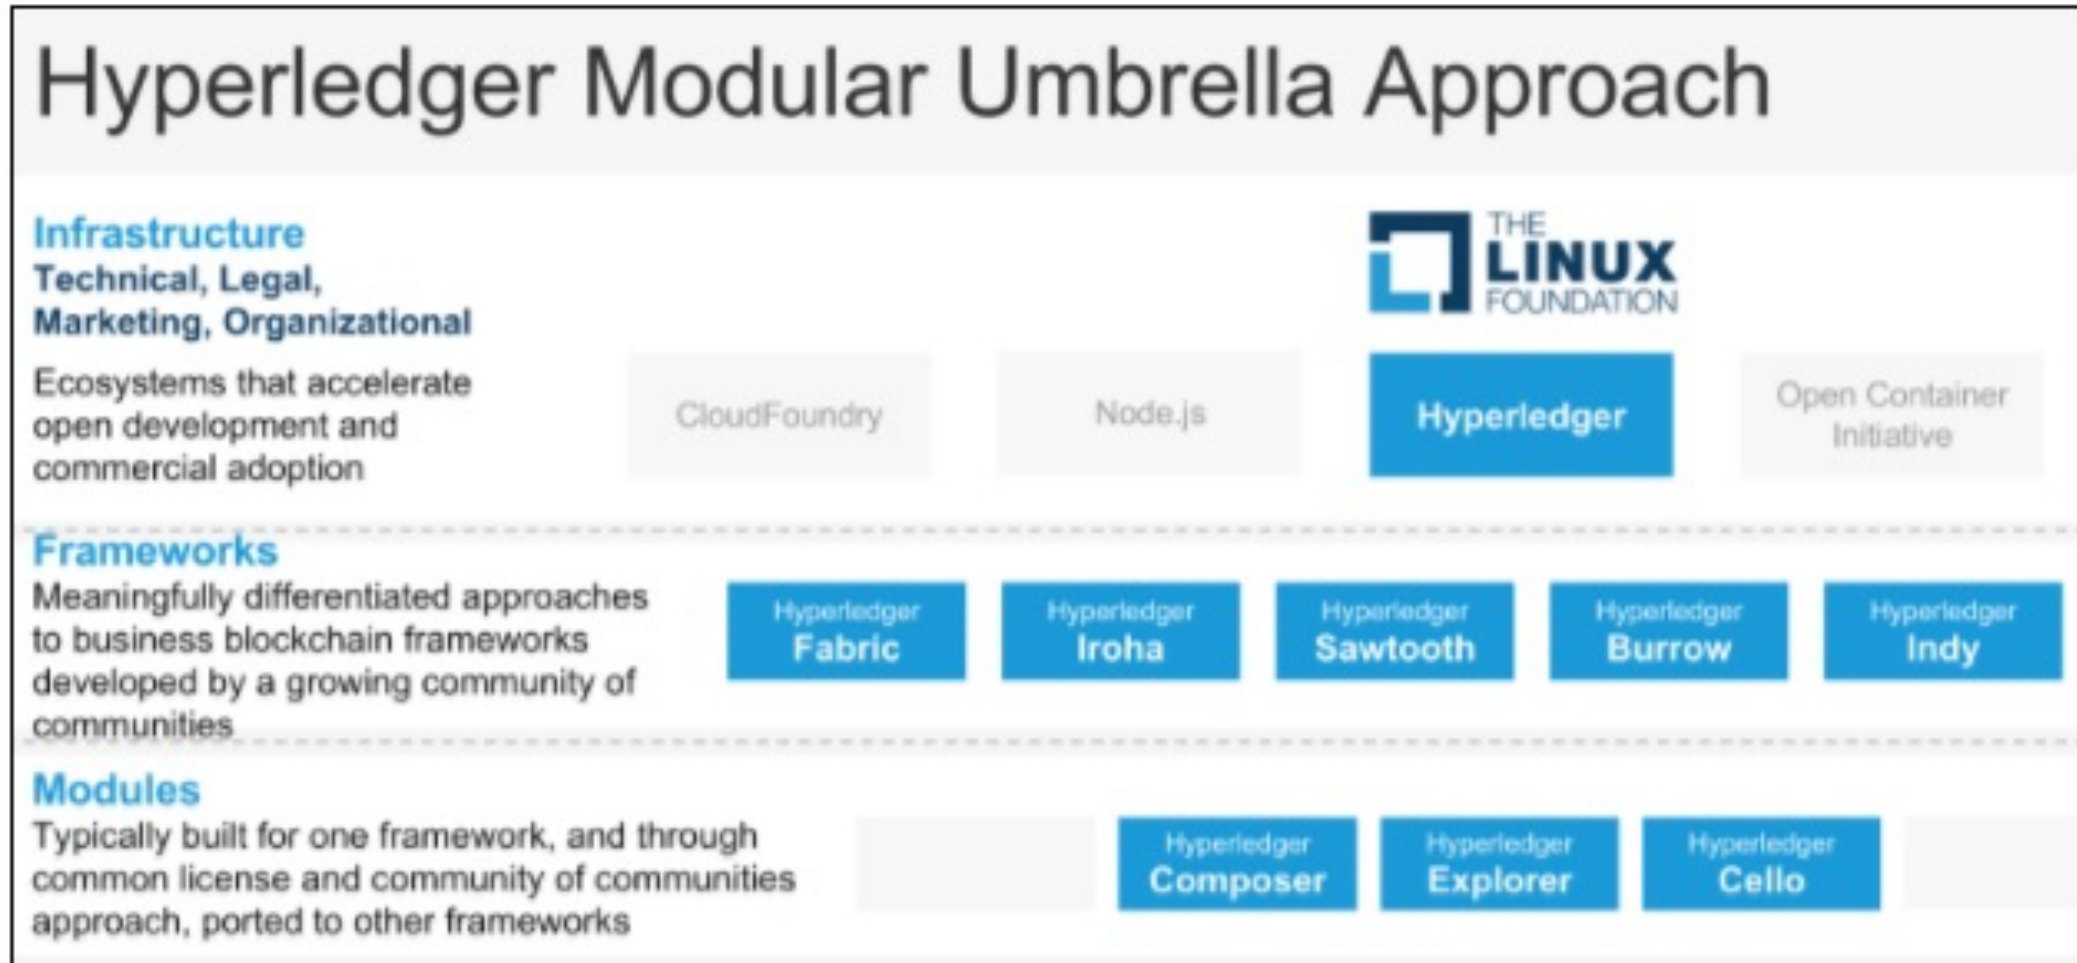 Hyperledger Modular Umbrella Approach
Infrastructure
Technical, Legal,
Marketing, Organizational
Ecosystems that accelerate
open development and
commercial adoption
THE
LINUX
FOUNDATION
CloudFoundry
Node.js
Hyperledger
Open Container
Initiative
Frameworks
Meaningfully differentiated approaches
to business blockchain frameworks
developed by a growing community of
communities
Hyperledger
Fabric
Hyperledger
Iroha
Hyperledger
Sawtooth
Hyperledger
Burrow
Hyperledger
Indy
Modules
Typically built for one framework, and through
common license and community of communities
approach, ported to other frameworks
Hyperledger
Composer
Hyperledger
Explorer
Hyperledger
Cello